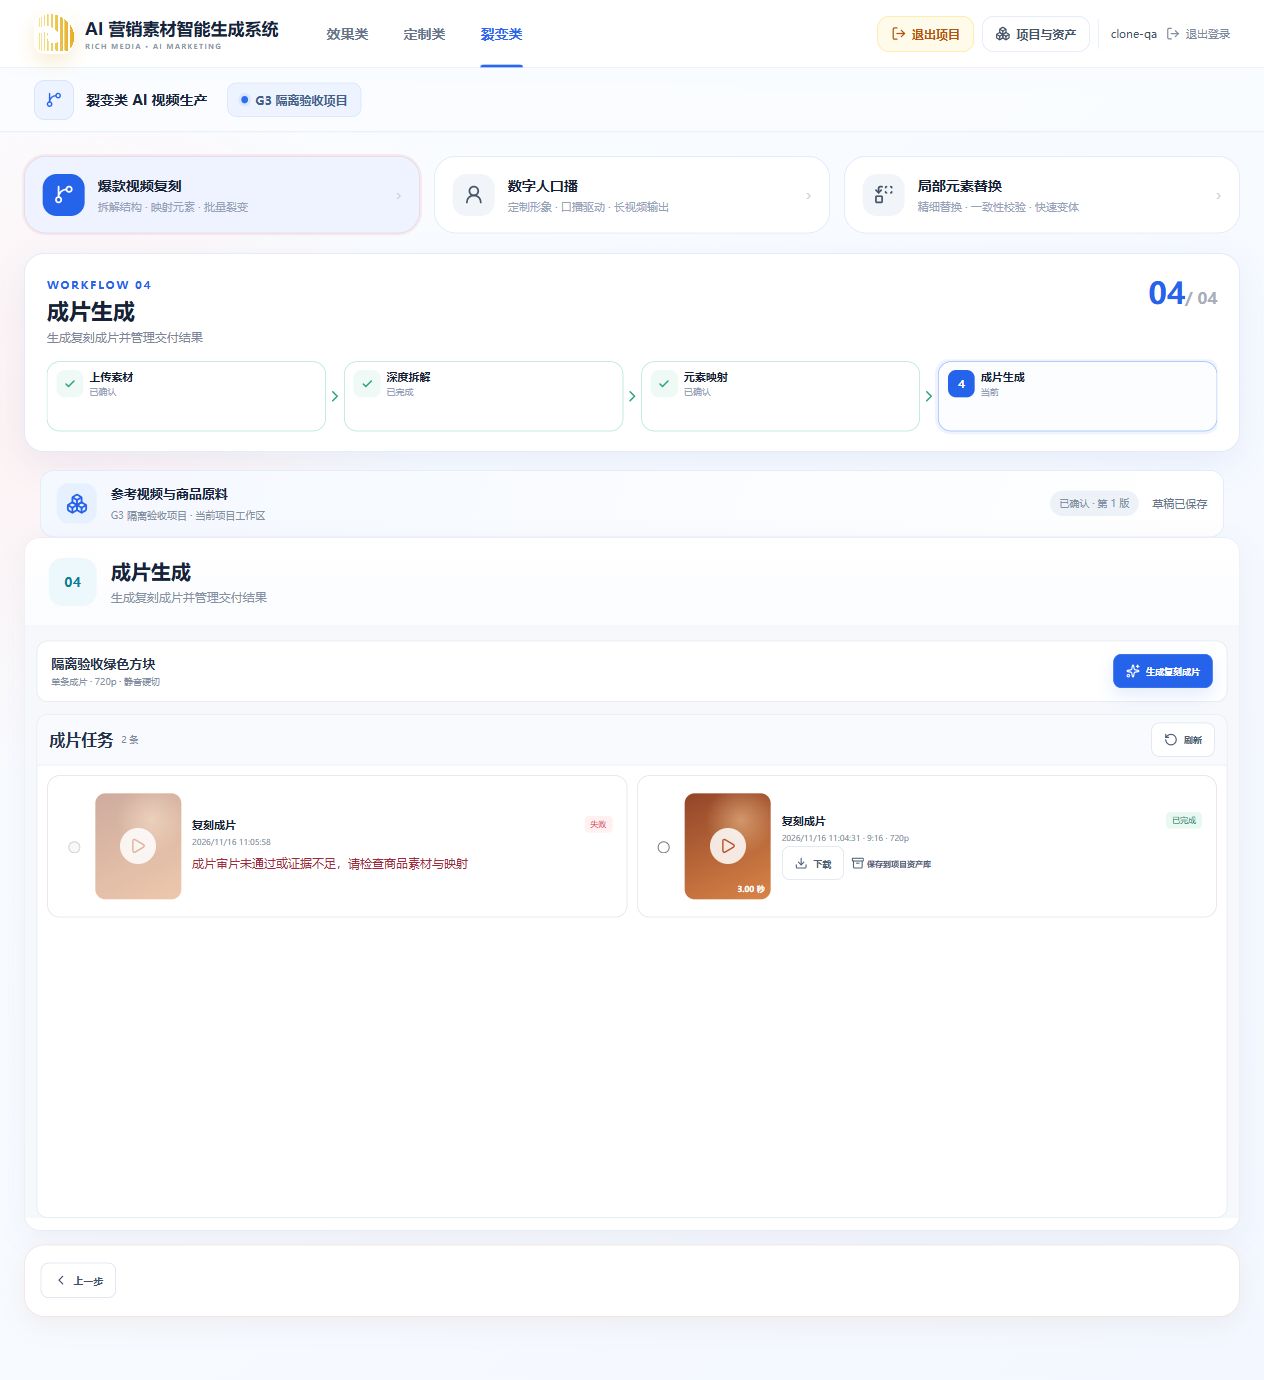 AI 营销素材智能生成系统
RICH MEDIA • AI MARKETING
效果类
定制类
裂变类
退出项目
项目与资产
clone-qa
退出登录
裂变类 AI 视频生产
G3 隔离验收项目
爆款视频复刻
拆解结构 · 映射元素 · 批量裂变
数字人口播
定制形象 · 口播驱动 · 长视频输出
局部元素替换
精细替换 · 一致性校验 · 快速变体
WORKFLOW 04
成片生成
生成复刻成片并管理交付结果
04 / 04
上传素材
已确认
深度拆解
已完成
元素映射
已确认
4
成片生成
当前
参考视频与商品原料
G3 隔离验收项目 · 当前项目工作区
已确认 · 第 1 版
草稿已保存
04
成片生成
生成复刻成片并管理交付结果
隔离验收绿色方块
单条成片 · 720p · 静音硬切
生成复刻成片
成片任务 2 条
刷新
复刻成片
失败
2026/11/16 11:05:58
成片审片未通过或证据不足，请检查商品素材与映射
复刻成片
已完成
2026/11/16 11:04:31 · 9:16 · 720p
下载
保存到项目资产库
3.00 秒
上一步